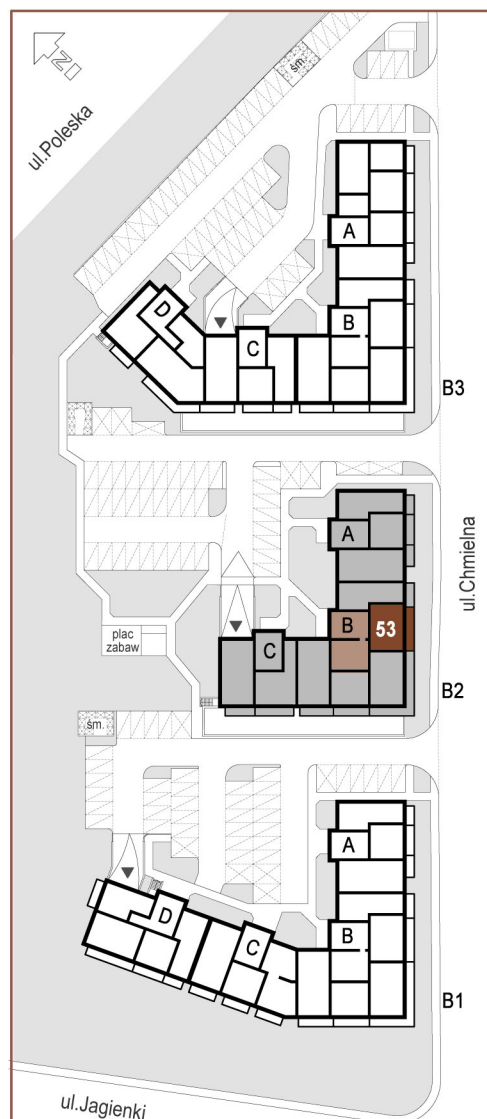 N
śm.
ul.Poleska
A
D
B
C
B3
ul.Chmielna
A
B
53
plac
zabaw
C
B2
śm.
A
D
B
C
B1
ul.Jagienki